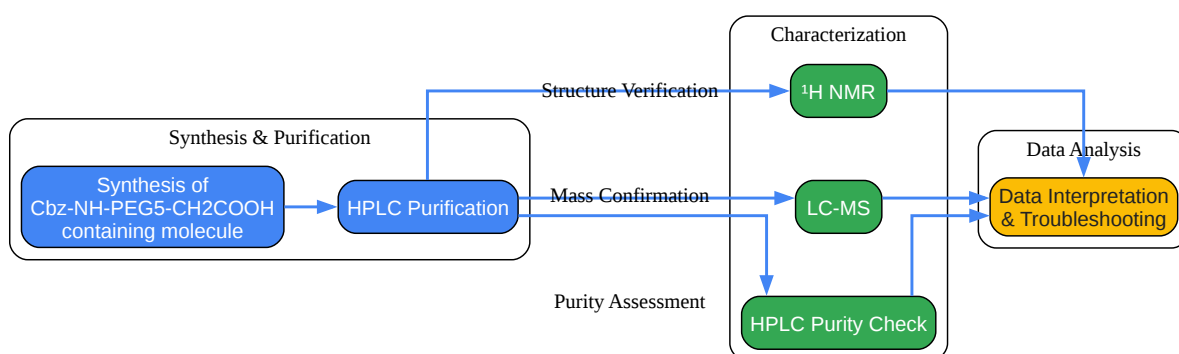 Synthesis & Purification
Synthesis of
Cbz-NH-PEG5-CH2COOH
containing molecule
HPLC Purification
Structure Verification
Mass Confirmation
Purity Assessment
Characterization
¹H NMR
LC-MS
HPLC Purity Check
Data Analysis
Data Interpretation
& Troubleshooting